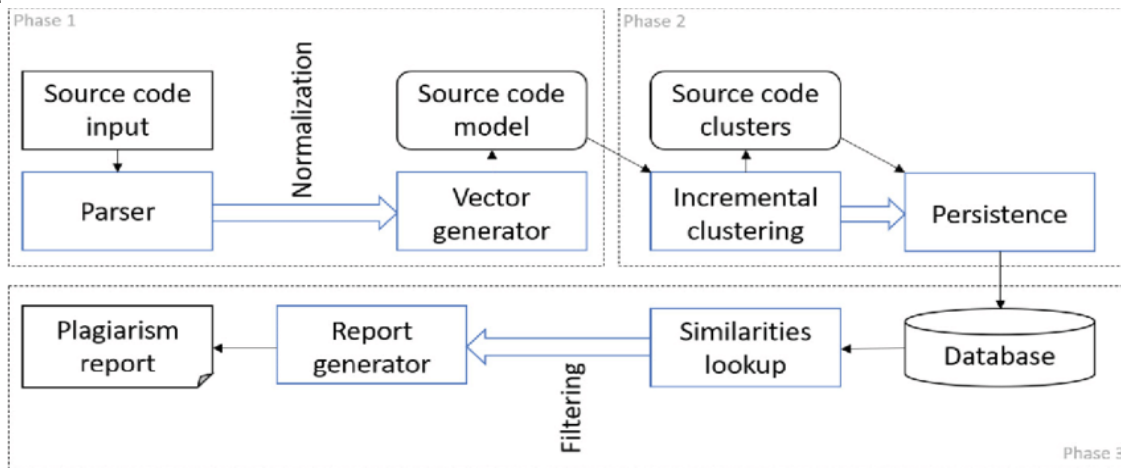 Phase 1
Source code
input
Parser
Normalization
Source code
model
Vector
generator
Phase 2
Source code
clusters
Incremental
clustering
Persistence
Database
Similarities
lookup
Filtering
Report
generator
Plagiarism
report
Phase 3